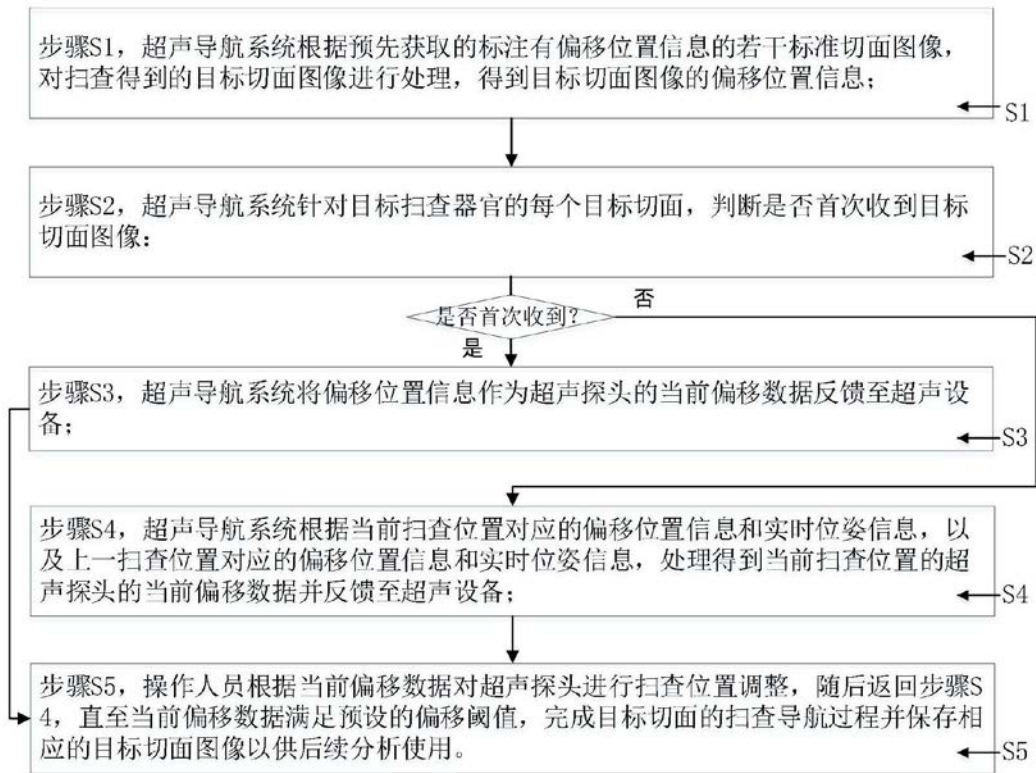 步骤S1，超声导航系统根据预先获取的标注有偏移位置信息的若干标准切面图像，
对扫查得到的目标切面图像进行处理，得到目标切面图像的偏移位置信息；
S1
步骤S2，超声导航系统针对目标扫查器官的每个目标切面，判断是否首次收到目标
切面图像：
S2
否
是否首次收到？
是
步骤S3，超声导航系统将偏移位置信息作为超声探头的当前偏移数据反馈至超声设
备；
S3
步骤S4，超声导航系统根据当前扫查位置对应的偏移位置信息和实时位姿信息，以
及上一扫查位置对应的偏移位置信息和实时位姿信息，处理得到当前扫查位置的超
声探头的当前偏移数据并反馈至超声设备；
S4
步骤S5，操作人员根据当前偏移数据对超声探头进行扫查位置调整，随后返回步骤S
4，直至当前偏移数据满足预设的偏移阈值，完成目标切面的扫查导航过程并保存相
应的目标切面图像以供后续分析使用。
S5